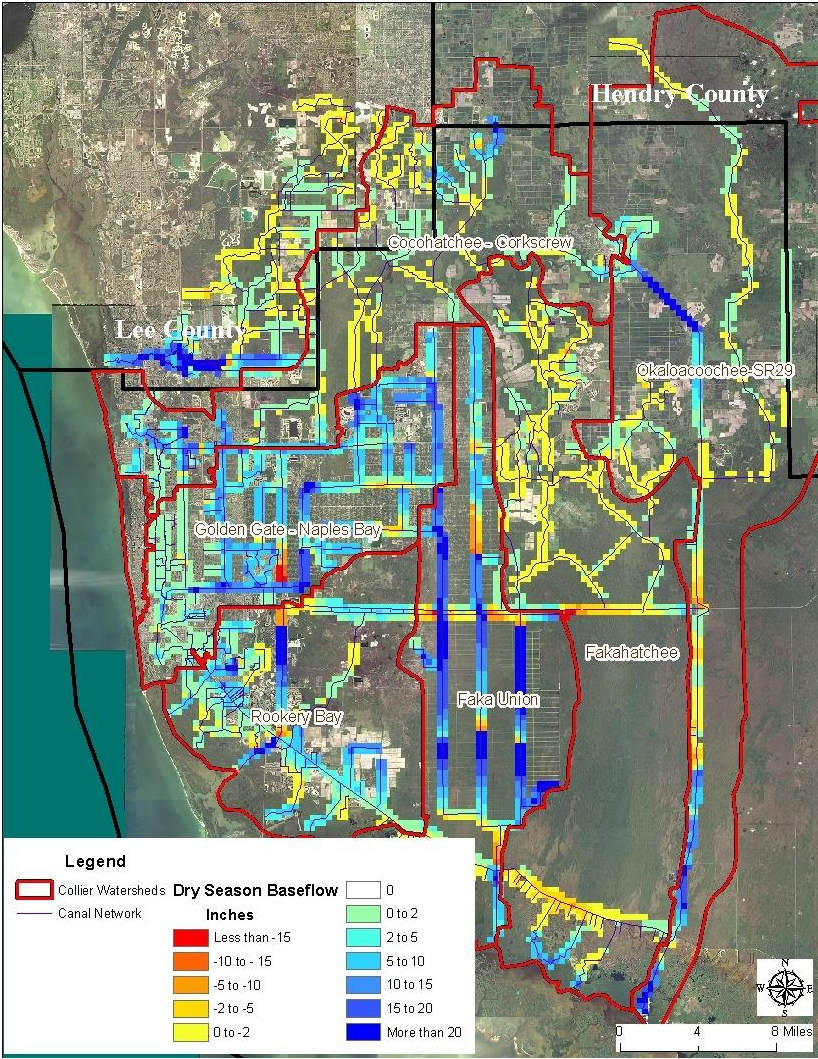 Hendry County
Cocohatchee - Corkscrew
Lee County
Okaloacoochee-SR29
Golden Gate - Naples Bay
Fakahatchee
Faka Union
Rookery Bay
Legend
Collier Watersheds
Canal Network
Dry Season Baseflow
Inches
Less than -15
-10 to - 15
-5 to -10
-2 to -5
0 to -2
0
0 to 2
2 to 5
5 to 10
10 to 15
15 to 20
More than 20
N
W E
S
0 4 8 Miles